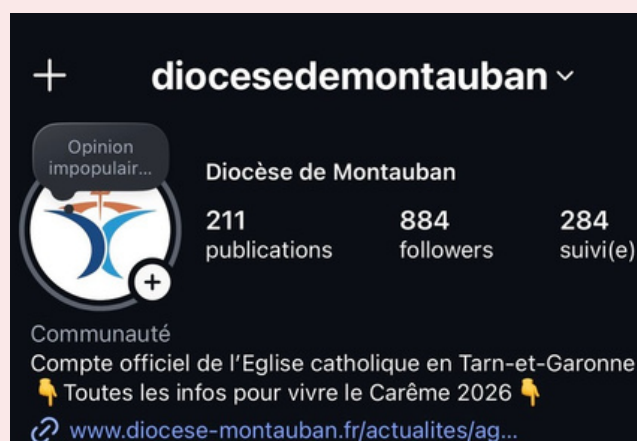 diocesedemontauban
Opinion
impopulair...
Diocèse de Montauban
211 884 284
publications followers suivi(e)
Communauté
Compte officiel de l'Eglise catholique en Tarn-et-Garonne
👇Toutes les infos pour vivre le Carême 2026👇
www.diocese-montauban.fr/actualites/ag...